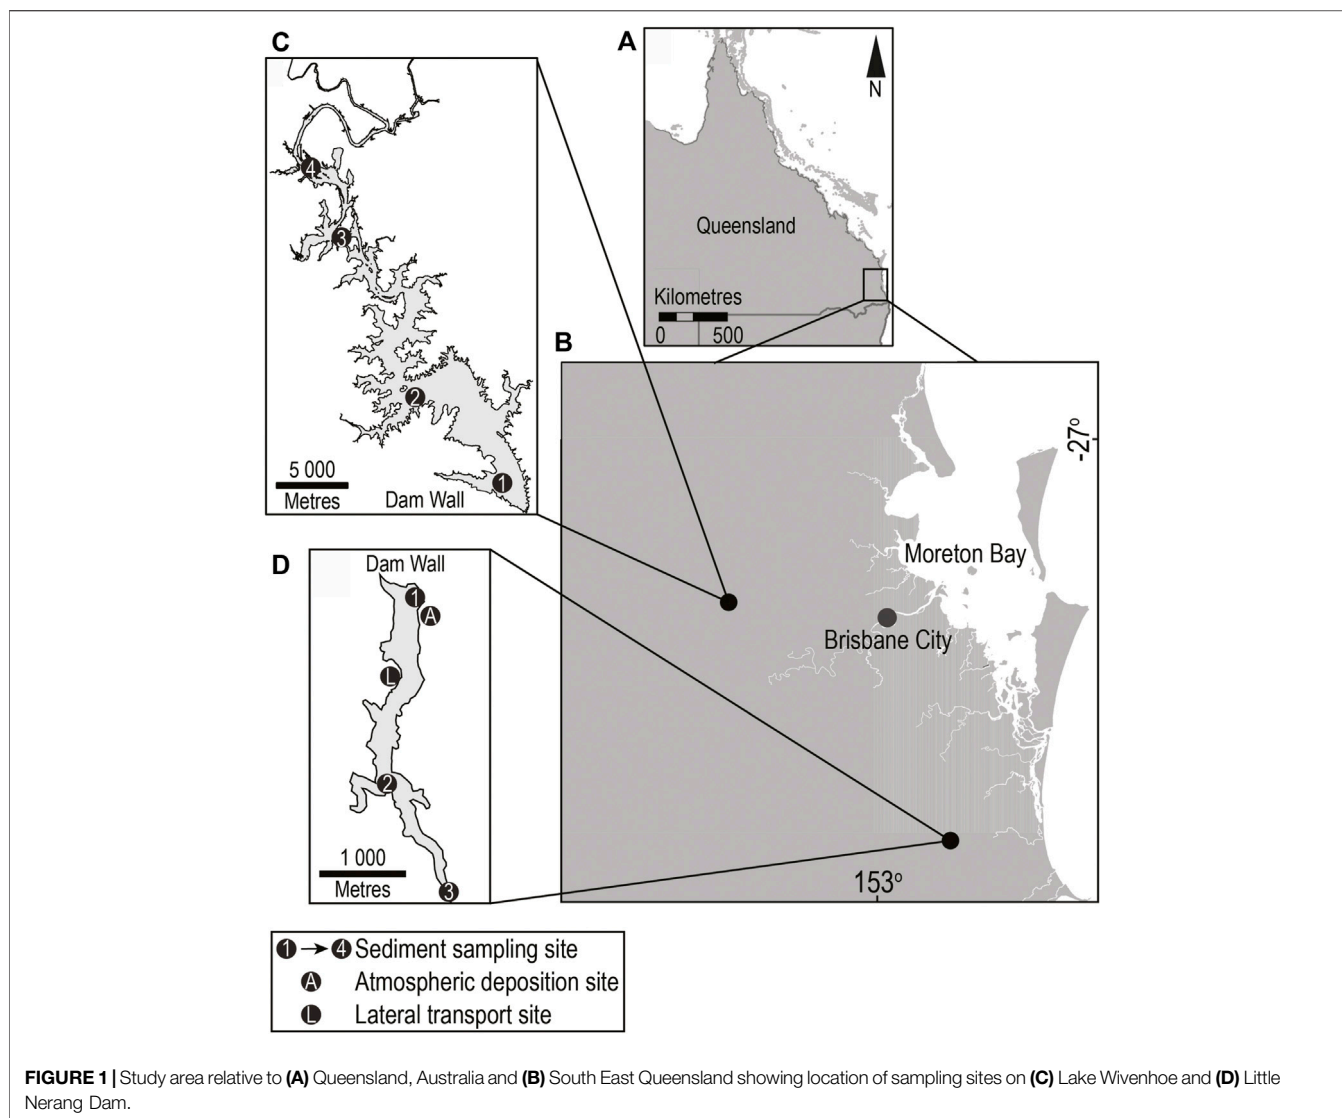 C
4
3
2
1
5 000
Metres
Dam Wall
A
N
Queensland
Kilometres
0 500
B
-27°
Moreton Bay
Brisbane City
153°
D
Dam Wall
1
A
L
2
3
1 000
Metres
1 → 4 Sediment sampling site
A Atmospheric deposition site
L Lateral transport site
FIGURE 1 | Study area relative to (A) Queensland, Australia and (B) South East Queensland showing location of sampling sites on (C) Lake Wivenhoe and (D) Little
Nerang Dam.